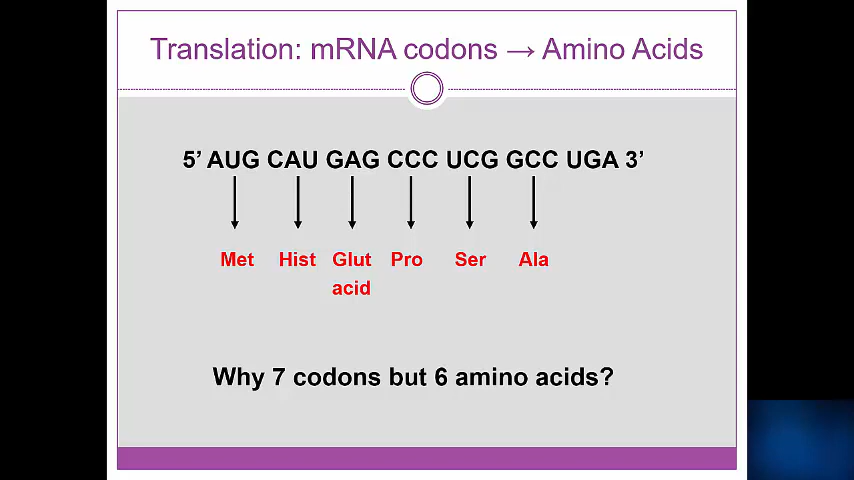 Translation: mRNA codons → Amino Acids
5’ AUG CAU GAG CCC UCG GCC UGA 3’
Met Hist Glut Pro Ser Ala
acid
Why 7 codons but 6 amino acids?